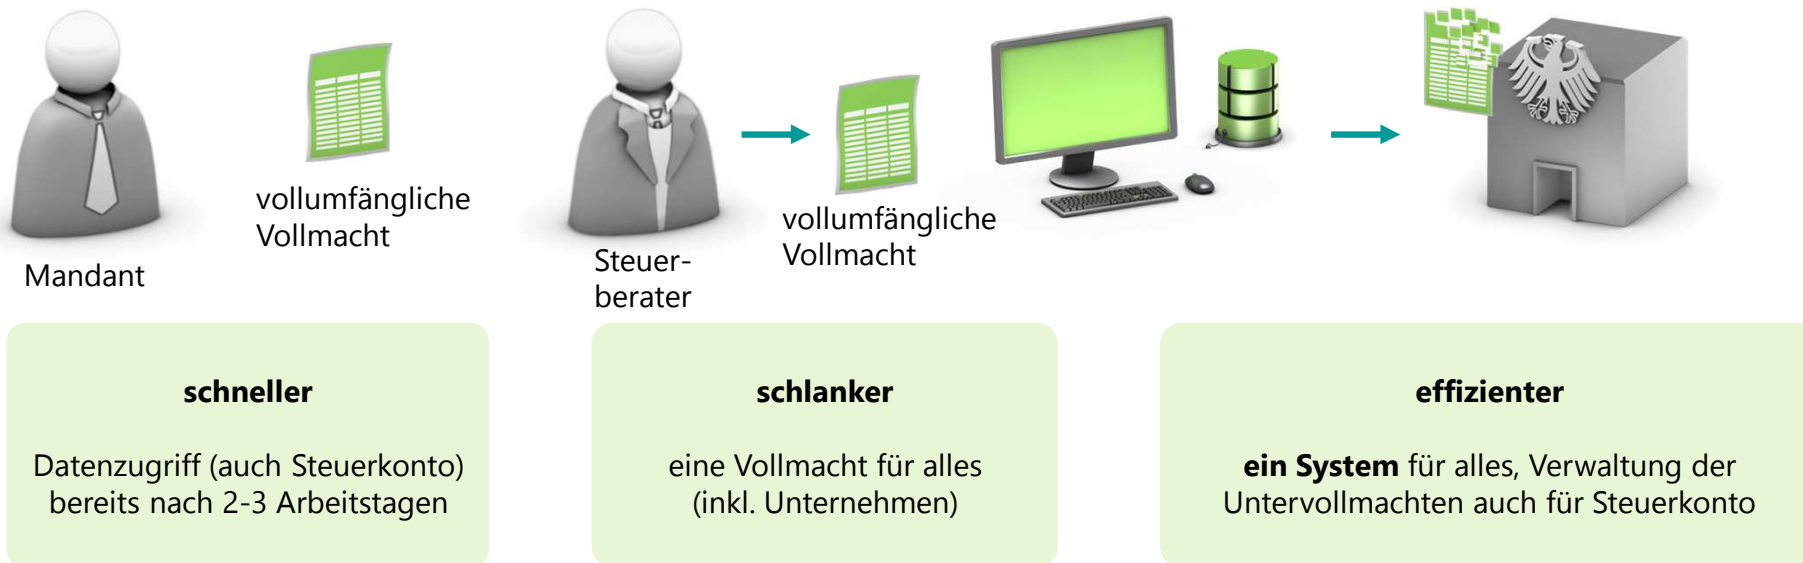 vollumfängliche
Vollmacht
Mandant
Steuer-
berater
vollumfängliche
Vollmacht
schneller
Datenzugriff (auch Steuerkonto)
bereits nach 2-3 Arbeitstagen
schlanker
eine Vollmacht für alles
(inkl. Unternehmen)
effizienter
ein System für alles, Verwaltung der
Untervollmachten auch für Steuerkonto